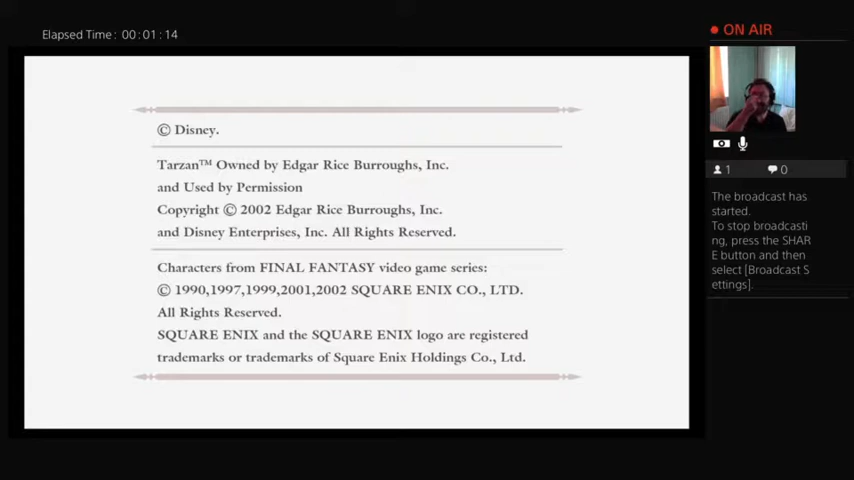 Elapsed Time : 00:01:14
ON AIR
© Disney.
Tarzan™ Owned by Edgar Rice Burroughs, Inc.
and Used by Permission
Copyright © 2002 Edgar Rice Burroughs, Inc.
and Disney Enterprises, Inc. All Rights Reserved.
Characters from FINAL FANTASY video game series:
© 1990,1997,1999,2001,2002 SQUARE ENIX CO., LTD.
All Rights Reserved.
SQUARE ENIX and the SQUARE ENIX logo are registered
trademarks or trademarks of Square Enix Holdings Co., Ltd.
1
0
The broadcast has
started.
To stop broadcasti
ng, press the SHAR
E button and then
select [Broadcast S
ettings].